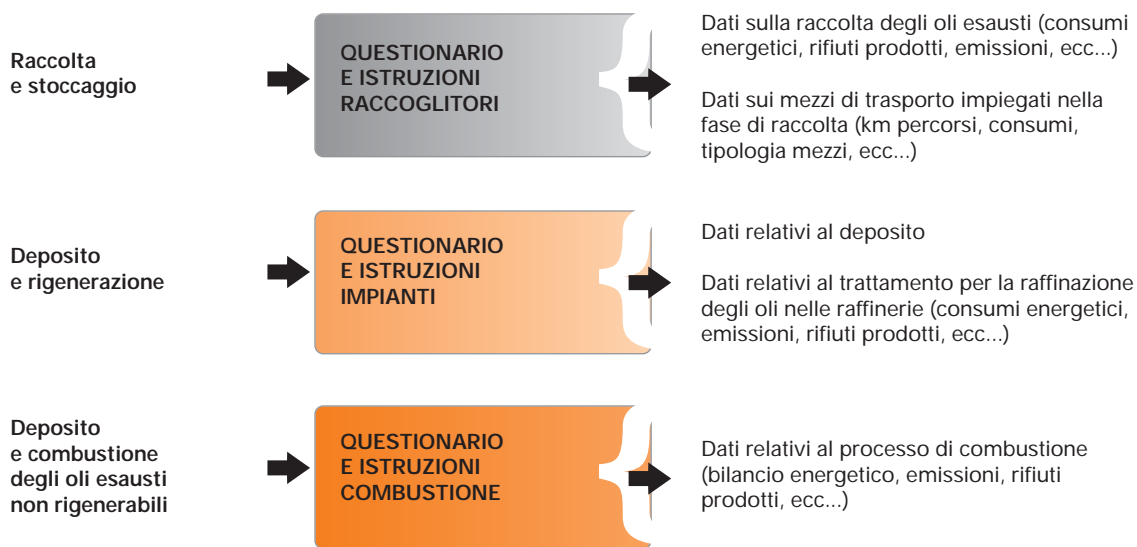 Raccolta
e stoccaggio
QUESTIONARIO
E ISTRUZIONI
RACCOGLITORI
Dati sulla raccolta degli oli esausti (consumi
energetici, rifiuti prodotti, emissioni, ecc...)
Dati sui mezzi di trasporto impiegati nella
fase di raccolta (km percorsi, consumi,
tipologia mezzi, ecc...)
Deposito
e rigenerazione
QUESTIONARIO
E ISTRUZIONI
IMPIANTI
Dati relativi al deposito
Dati relativi al trattamento per la raffinazione
degli oli nelle raffinerie (consumi energetici,
emissioni, rifiuti prodotti, ecc...)
Deposito
e combustione
degli oli esausti
non rigenerabili
QUESTIONARIO
E ISTRUZIONI
COMBUSTIONE
Dati relativi al processo di combustione
(bilancio energetico, emissioni, rifiuti
prodotti, ecc...)